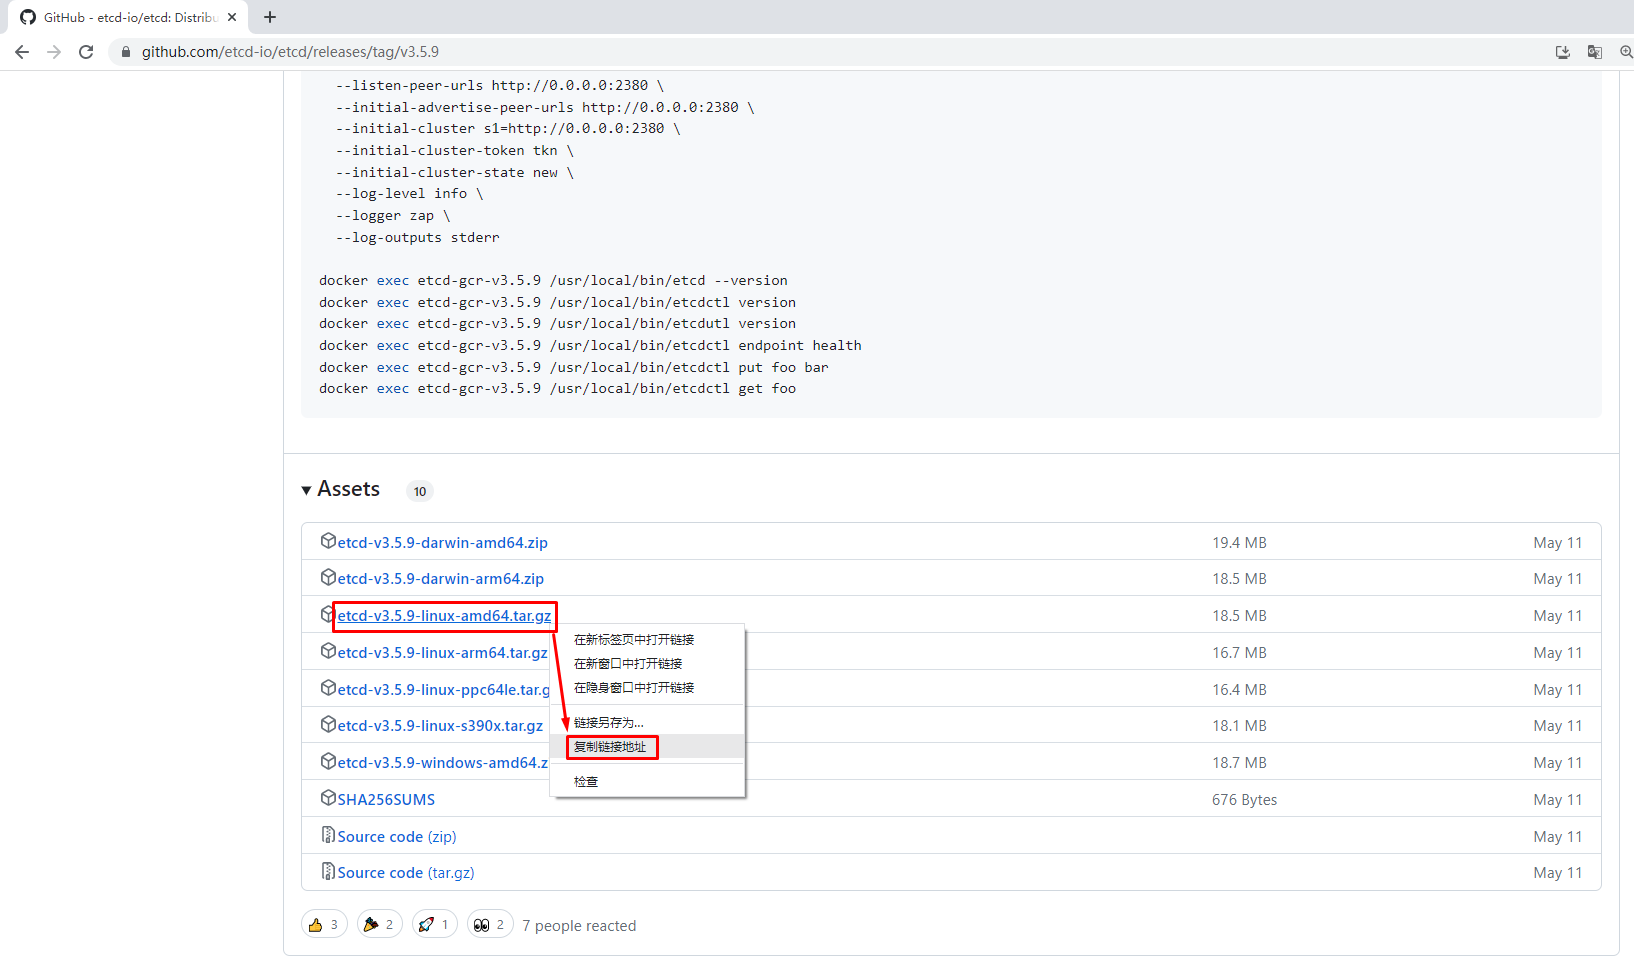 GitHub - etcd-io/etcd: Distribu
github.com/etcd-io/etcd/releases/tag/v3.5.9
--listen-peer-urls http://0.0.0.0:2380 \
--initial-advertise-peer-urls http://0.0.0.0:2380 \
--initial-cluster s1=http://0.0.0.0:2380 \
--initial-cluster-token tkn \
--initial-cluster-state new \
--log-level info \
--logger zap \
--log-outputs stderr
docker exec etcd-gcr-v3.5.9 /usr/local/bin/etcd --version
docker exec etcd-gcr-v3.5.9 /usr/local/bin/etcdctl version
docker exec etcd-gcr-v3.5.9 /usr/local/bin/etcdutl version
docker exec etcd-gcr-v3.5.9 /usr/local/bin/etcdctl endpoint health
docker exec etcd-gcr-v3.5.9 /usr/local/bin/etcdctl put foo bar
docker exec etcd-gcr-v3.5.9 /usr/local/bin/etcdctl get foo
Assets 10
etcd-v3.5.9-darwin-amd64.zip 19.4 MB May 11
etcd-v3.5.9-darwin-arm64.zip 18.5 MB May 11
etcd-v3.5.9-linux-amd64.tar.gz 18.5 MB May 11
etcd-v3.5.9-linux-arm64.tar.gz 16.7 MB May 11
etcd-v3.5.9-linux-ppc64le.tar.g 16.4 MB May 11
etcd-v3.5.9-linux-s390x.tar.gz 18.1 MB May 11
etcd-v3.5.9-windows-amd64.z 18.7 MB May 11
SHA256SUMS 676 Bytes May 11
Source code (zip) May 11
Source code (tar.gz) May 11
在新标签页中打开链接
在新窗口中打开链接
在隐身窗口中打开链接
链接另存为...
复制链接地址
检查
3 2 1 2 7 people reacted